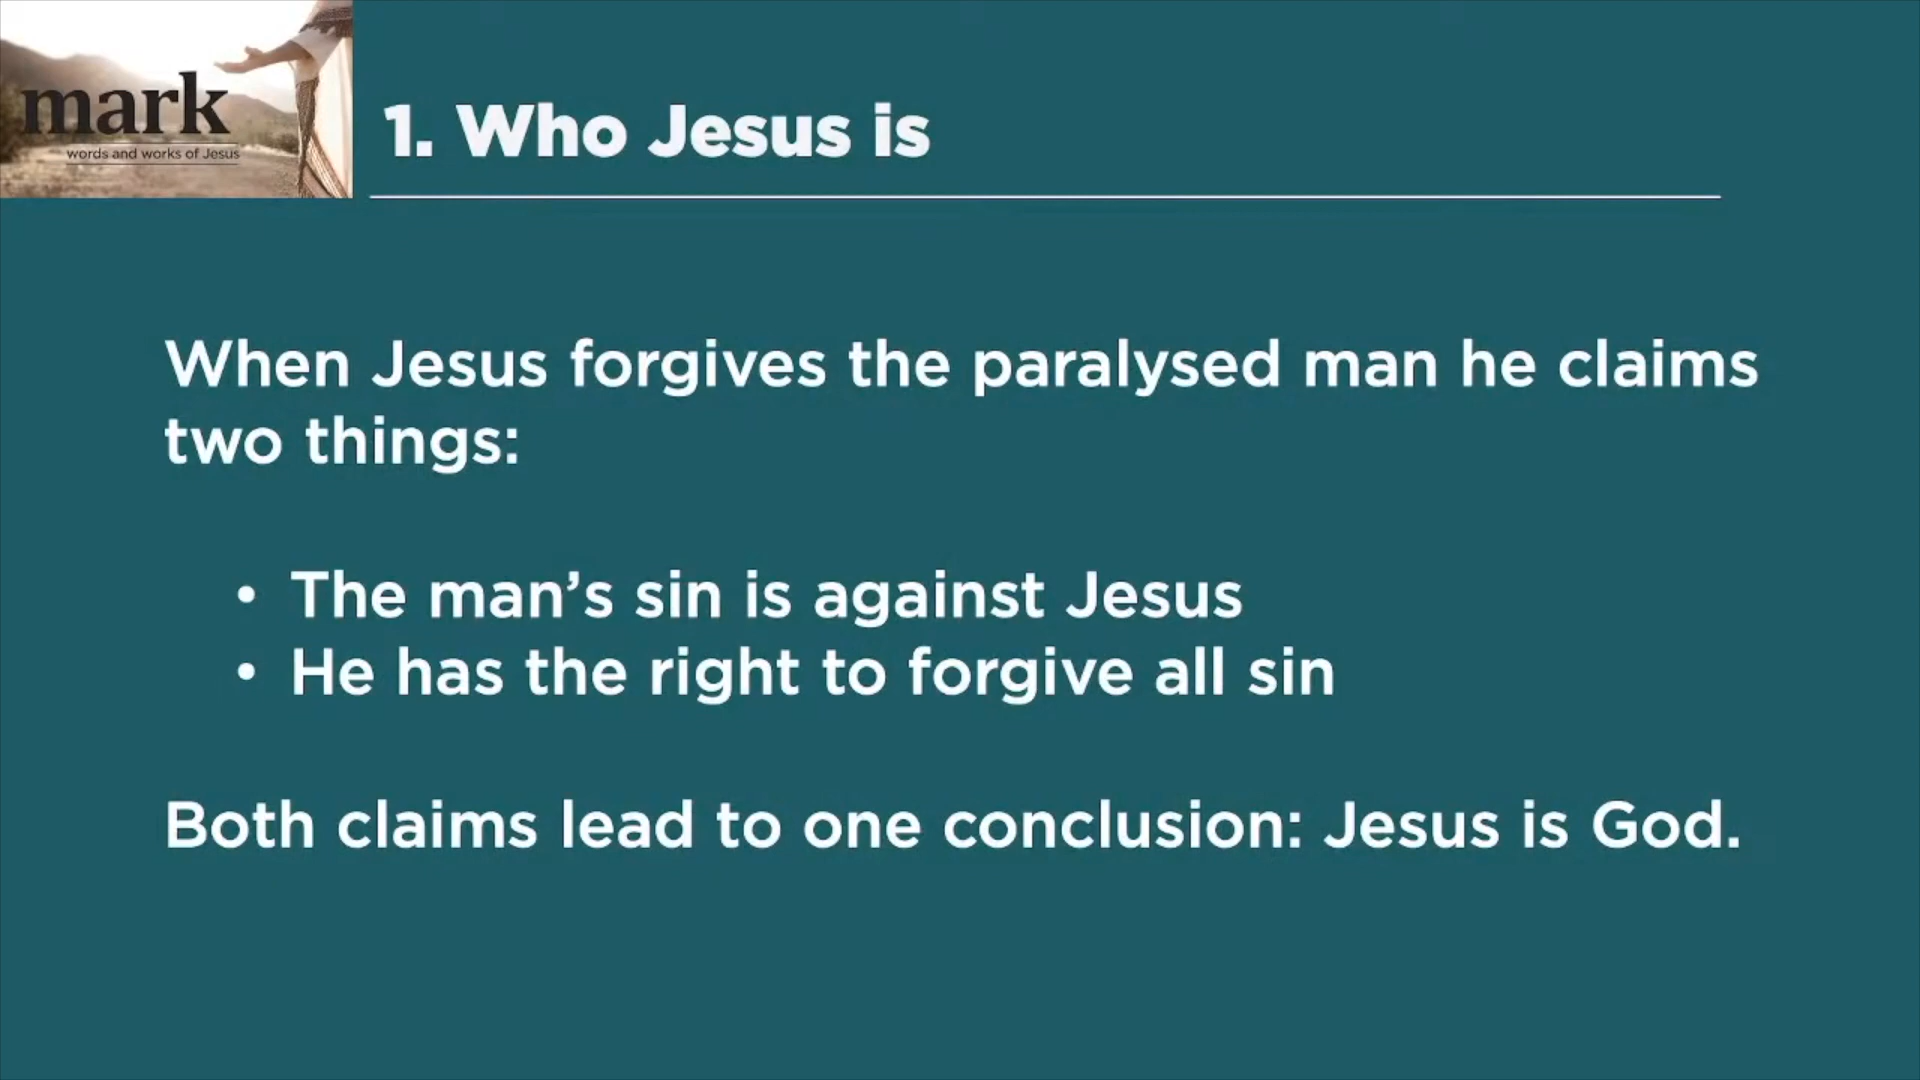 mark
words and works of Jesus
1. Who Jesus is
When Jesus forgives the paralysed man he claims
two things:
• The man’s sin is against Jesus
• He has the right to forgive all sin
Both claims lead to one conclusion: Jesus is God.